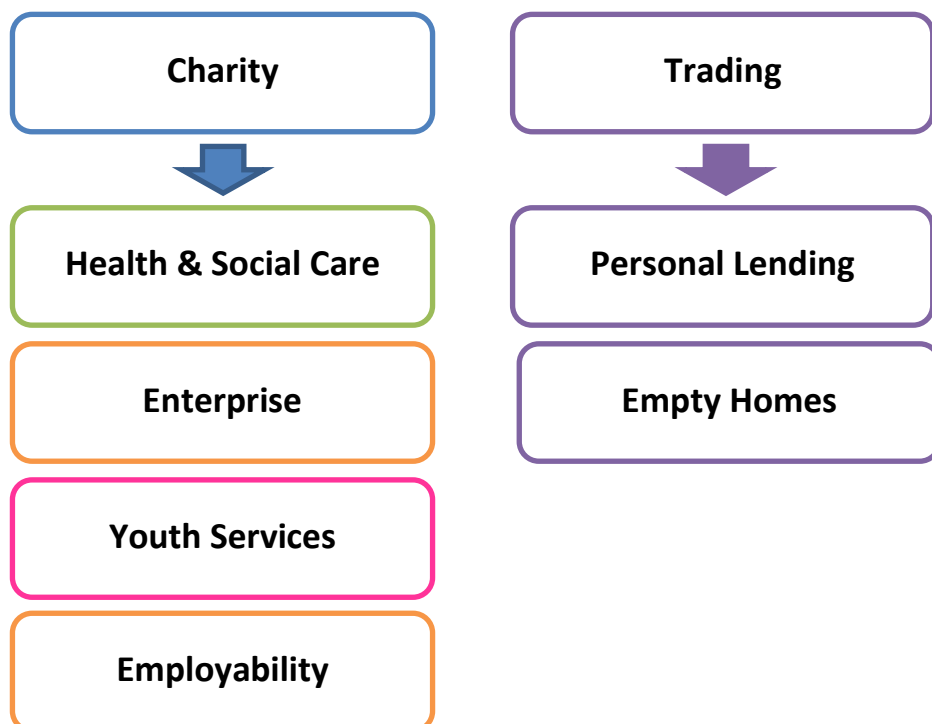 Charity
Trading
Health & Social Care
Personal Lending
Enterprise
Empty Homes
Youth Services
Employability